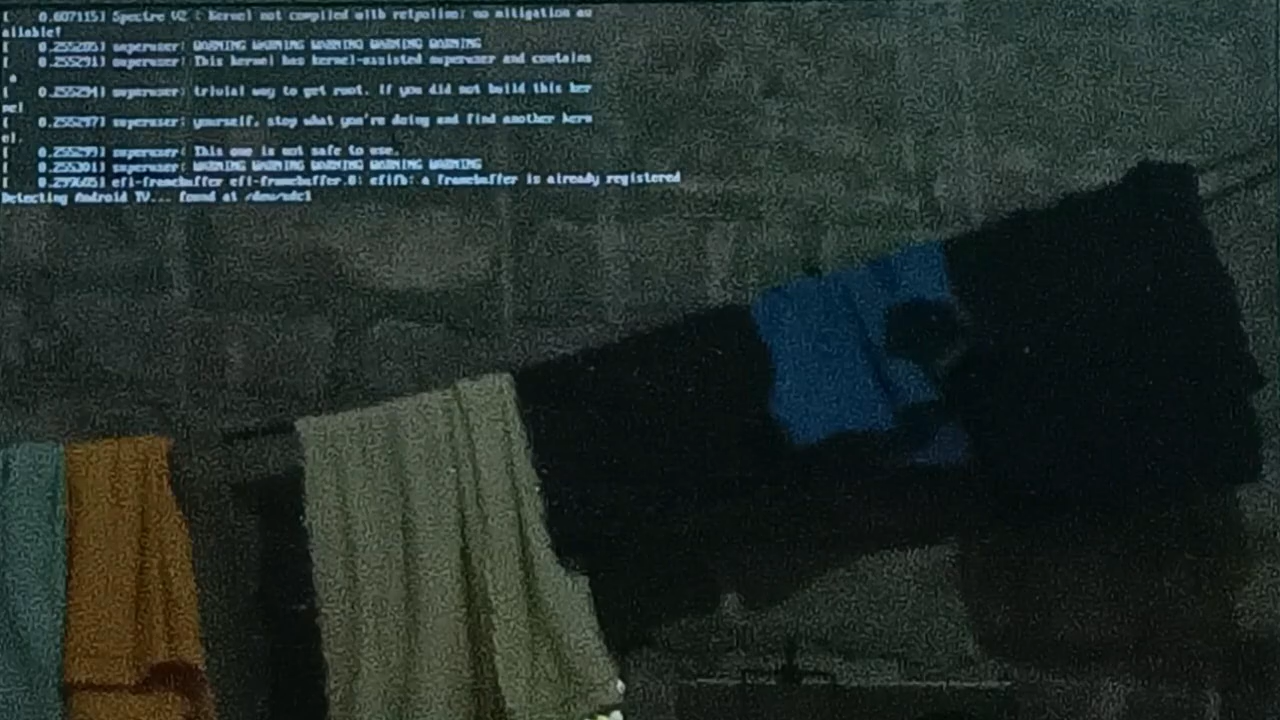 [    0.607115] Spectre V2 : kernel not compiled with retpoline; no mitigation av
ailable!
[    0.255285] superuser: WARNING WARNING WARNING WARNING WARNING
[    0.255291] superuser: This kernel has kernel-assisted superuser and contains
 a
[    0.255294] superuser: trivial way to get root. If you did not build this ker
nel
[    0.255297] superuser: yourself, stop what you're doing and find another kern
el.
[    0.255299] superuser: This one is not safe to use.
[    0.255301] superuser: WARNING WARNING WARNING WARNING WARNING
[    0.299605] efi-framebuffer efi-framebuffer.0: efifb: a framebuffer is already registered
Detecting Android TV... found at /dev/sdc1